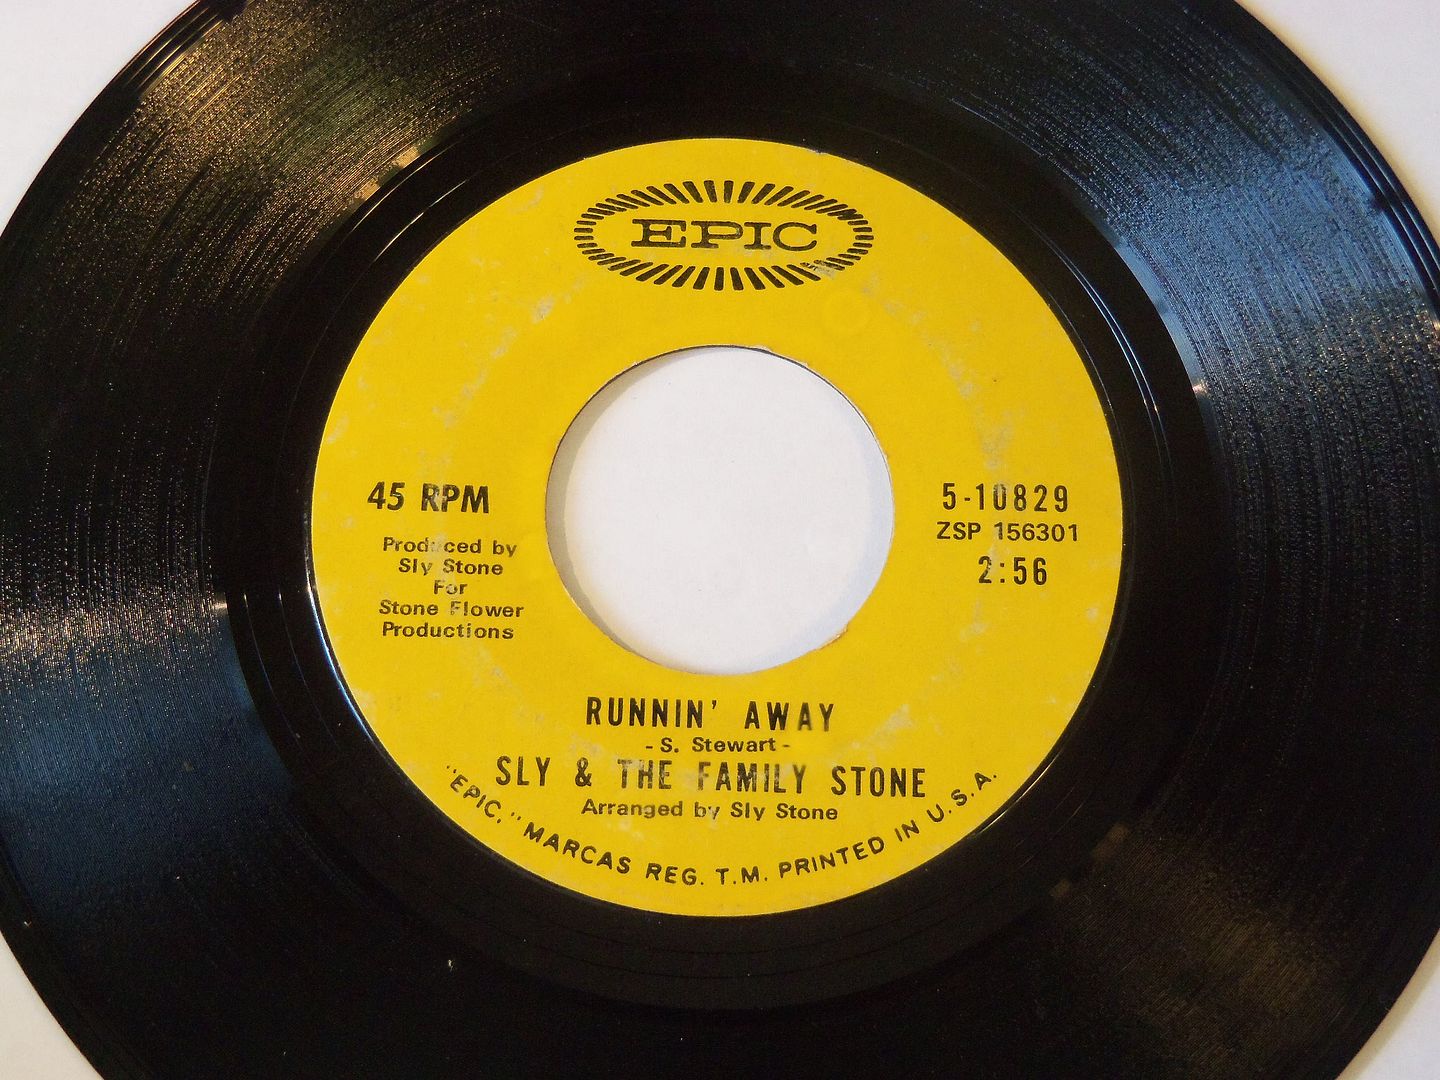 EPIC
45 RPM
Produced by
Sly Stone
For
Stone Flower
Productions
5-10829
ZSP 156301
2:56
RUNNIN' AWAY
- S. Stewart -
SLY & THE FAMILY STONE
Arranged by Sly Stone
"EPIC," MARCAS REG. T.M. PRINTED IN U.S.A.